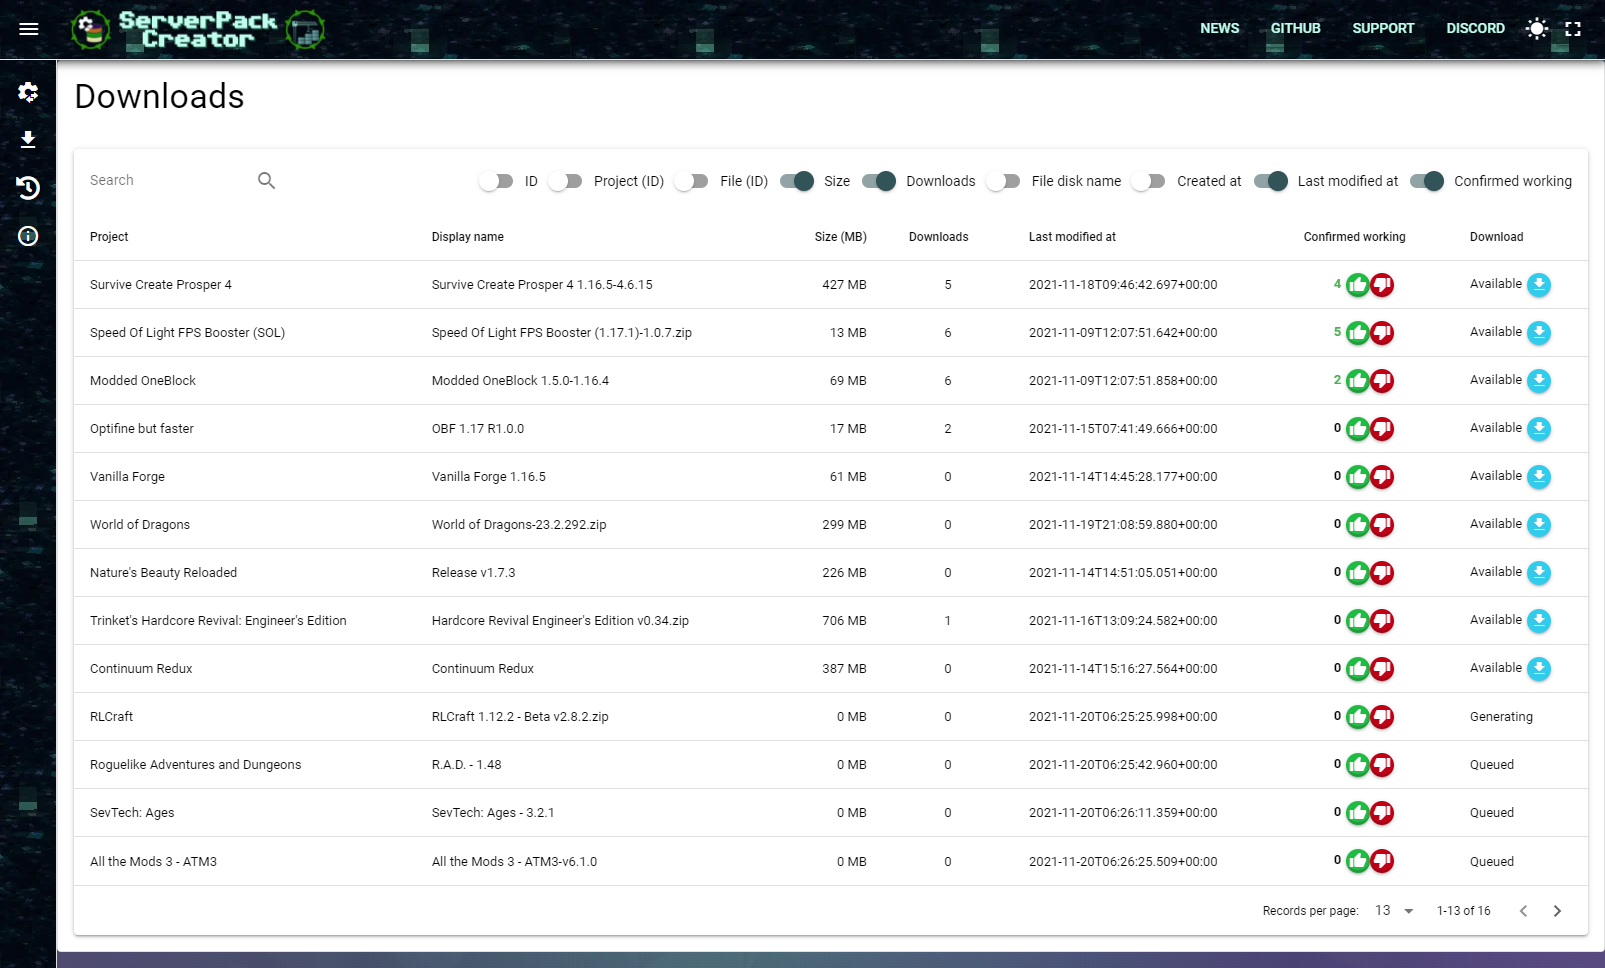 ServerPack
Creator
NEWS GITHUB SUPPORT DISCORD
Downloads
Search ID Project (ID) File (ID) Size Downloads File disk name Created at Last modified at Confirmed working
Project Display name Size (MB) Downloads Last modified at Confirmed working Download
Survive Create Prosper 4 Survive Create Prosper 4 1.16.5-4.6.15 427 MB 5 2021-11-18T09:46:42.697+00:00 4 Available
Speed Of Light FPS Booster (SOL) Speed Of Light FPS Booster (1.17.1)-1.0.7.zip 13 MB 6 2021-11-09T12:07:51.642+00:00 5 Available
Modded OneBlock Modded OneBlock 1.5.0-1.16.4 69 MB 6 2021-11-09T12:07:51.858+00:00 2 Available
Optifine but faster OBF 1.17 R1.0.0 17 MB 2 2021-11-15T07:41:49.666+00:00 0 Available
Vanilla Forge Vanilla Forge 1.16.5 61 MB 0 2021-11-14T14:45:28.177+00:00 0 Available
World of Dragons World of Dragons-23.2.292.zip 299 MB 0 2021-11-19T21:08:59.880+00:00 0 Available
Nature's Beauty Reloaded Release v1.7.3 226 MB 0 2021-11-14T14:51:05.051+00:00 0 Available
Trinket's Hardcore Revival: Engineer's Edition Hardcore Revival Engineer's Edition v0.34.zip 706 MB 1 2021-11-16T13:09:24.582+00:00 0 Available
Continuum Redux Continuum Redux 387 MB 0 2021-11-14T15:16:27.564+00:00 0 Available
RLCraft RLCraft 1.12.2 - Beta v2.8.2.zip 0 MB 0 2021-11-20T06:25:25.998+00:00 0 Generating
Roguelike Adventures and Dungeons R.A.D. - 1.48 0 MB 0 2021-11-20T06:25:42.960+00:00 0 Queued
SevTech: Ages SevTech: Ages - 3.2.1 0 MB 0 2021-11-20T06:26:11.359+00:00 0 Queued
All the Mods 3 - ATM3 All the Mods 3 - ATM3-v6.1.0 0 MB 0 2021-11-20T06:26:25.509+00:00 0 Queued
Records per page: 13 1-13 of 16